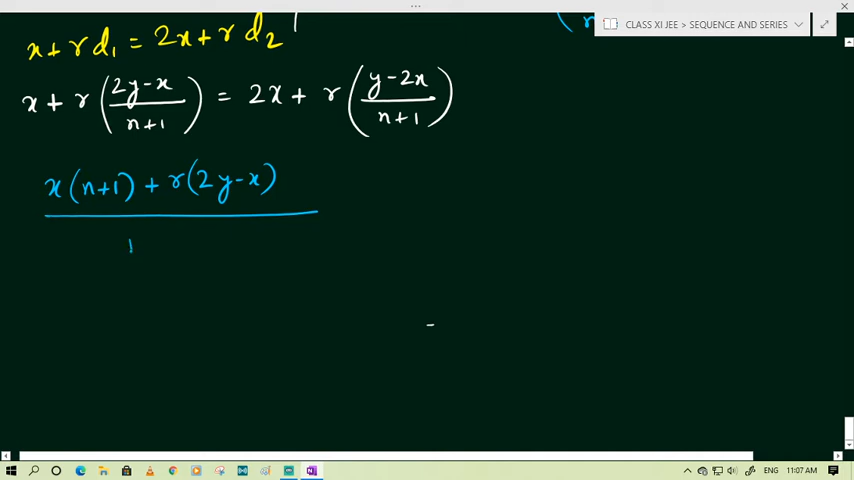 CLASS XI JEE > SEQUENCE AND SERIES
x + r d₁ = 2x + r d₂
x + r (2y-x / n+1) = 2x + r (y-2x / n+1)
x(n+1) + r(2y-x)
ENG 11:07 AM